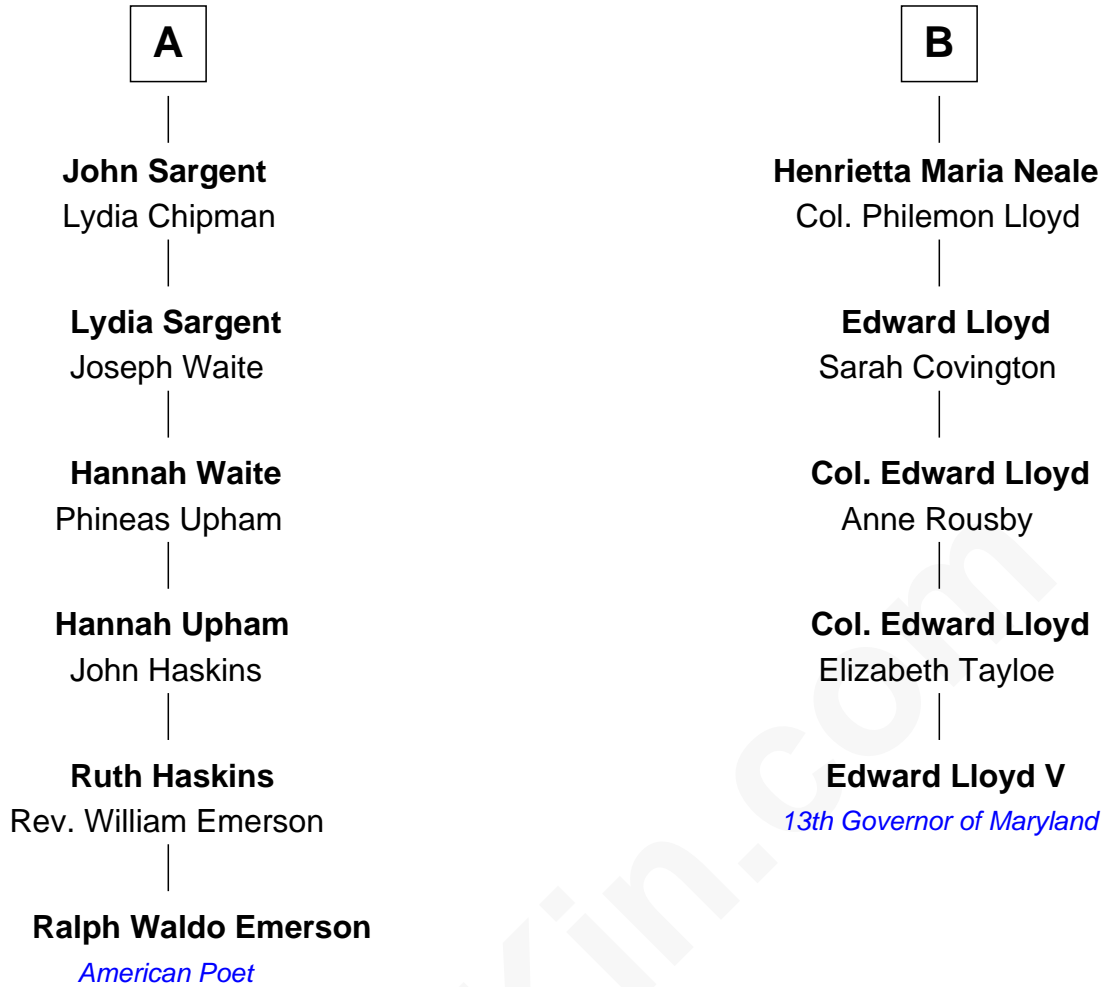 A
John Sargent
Lydia Chipman
Lydia Sargent
Joseph Waite
Hannah Waite
Phineas Upham
Hannah Upham
John Haskins
Ruth Haskins
Rev. William Emerson
Ralph Waldo Emerson
American Poet
B
Henrietta Maria Neale
Col. Philemon Lloyd
Edward Lloyd
Sarah Covington
Col. Edward Lloyd
Anne Rousby
Col. Edward Lloyd
Elizabeth Tayloe
Edward Lloyd V
13th Governor of Maryland
Kin.com